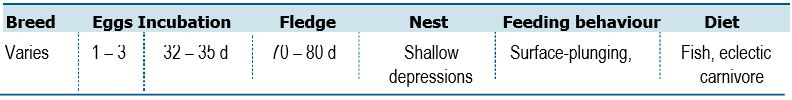 Breed Eggs Incubation Fledge Nest Feeding behaviour Diet
Varies 1 – 3 32 – 35 d 70 – 80 d Shallow Surface-plunging, Fish, eclectic
depressions carnivore